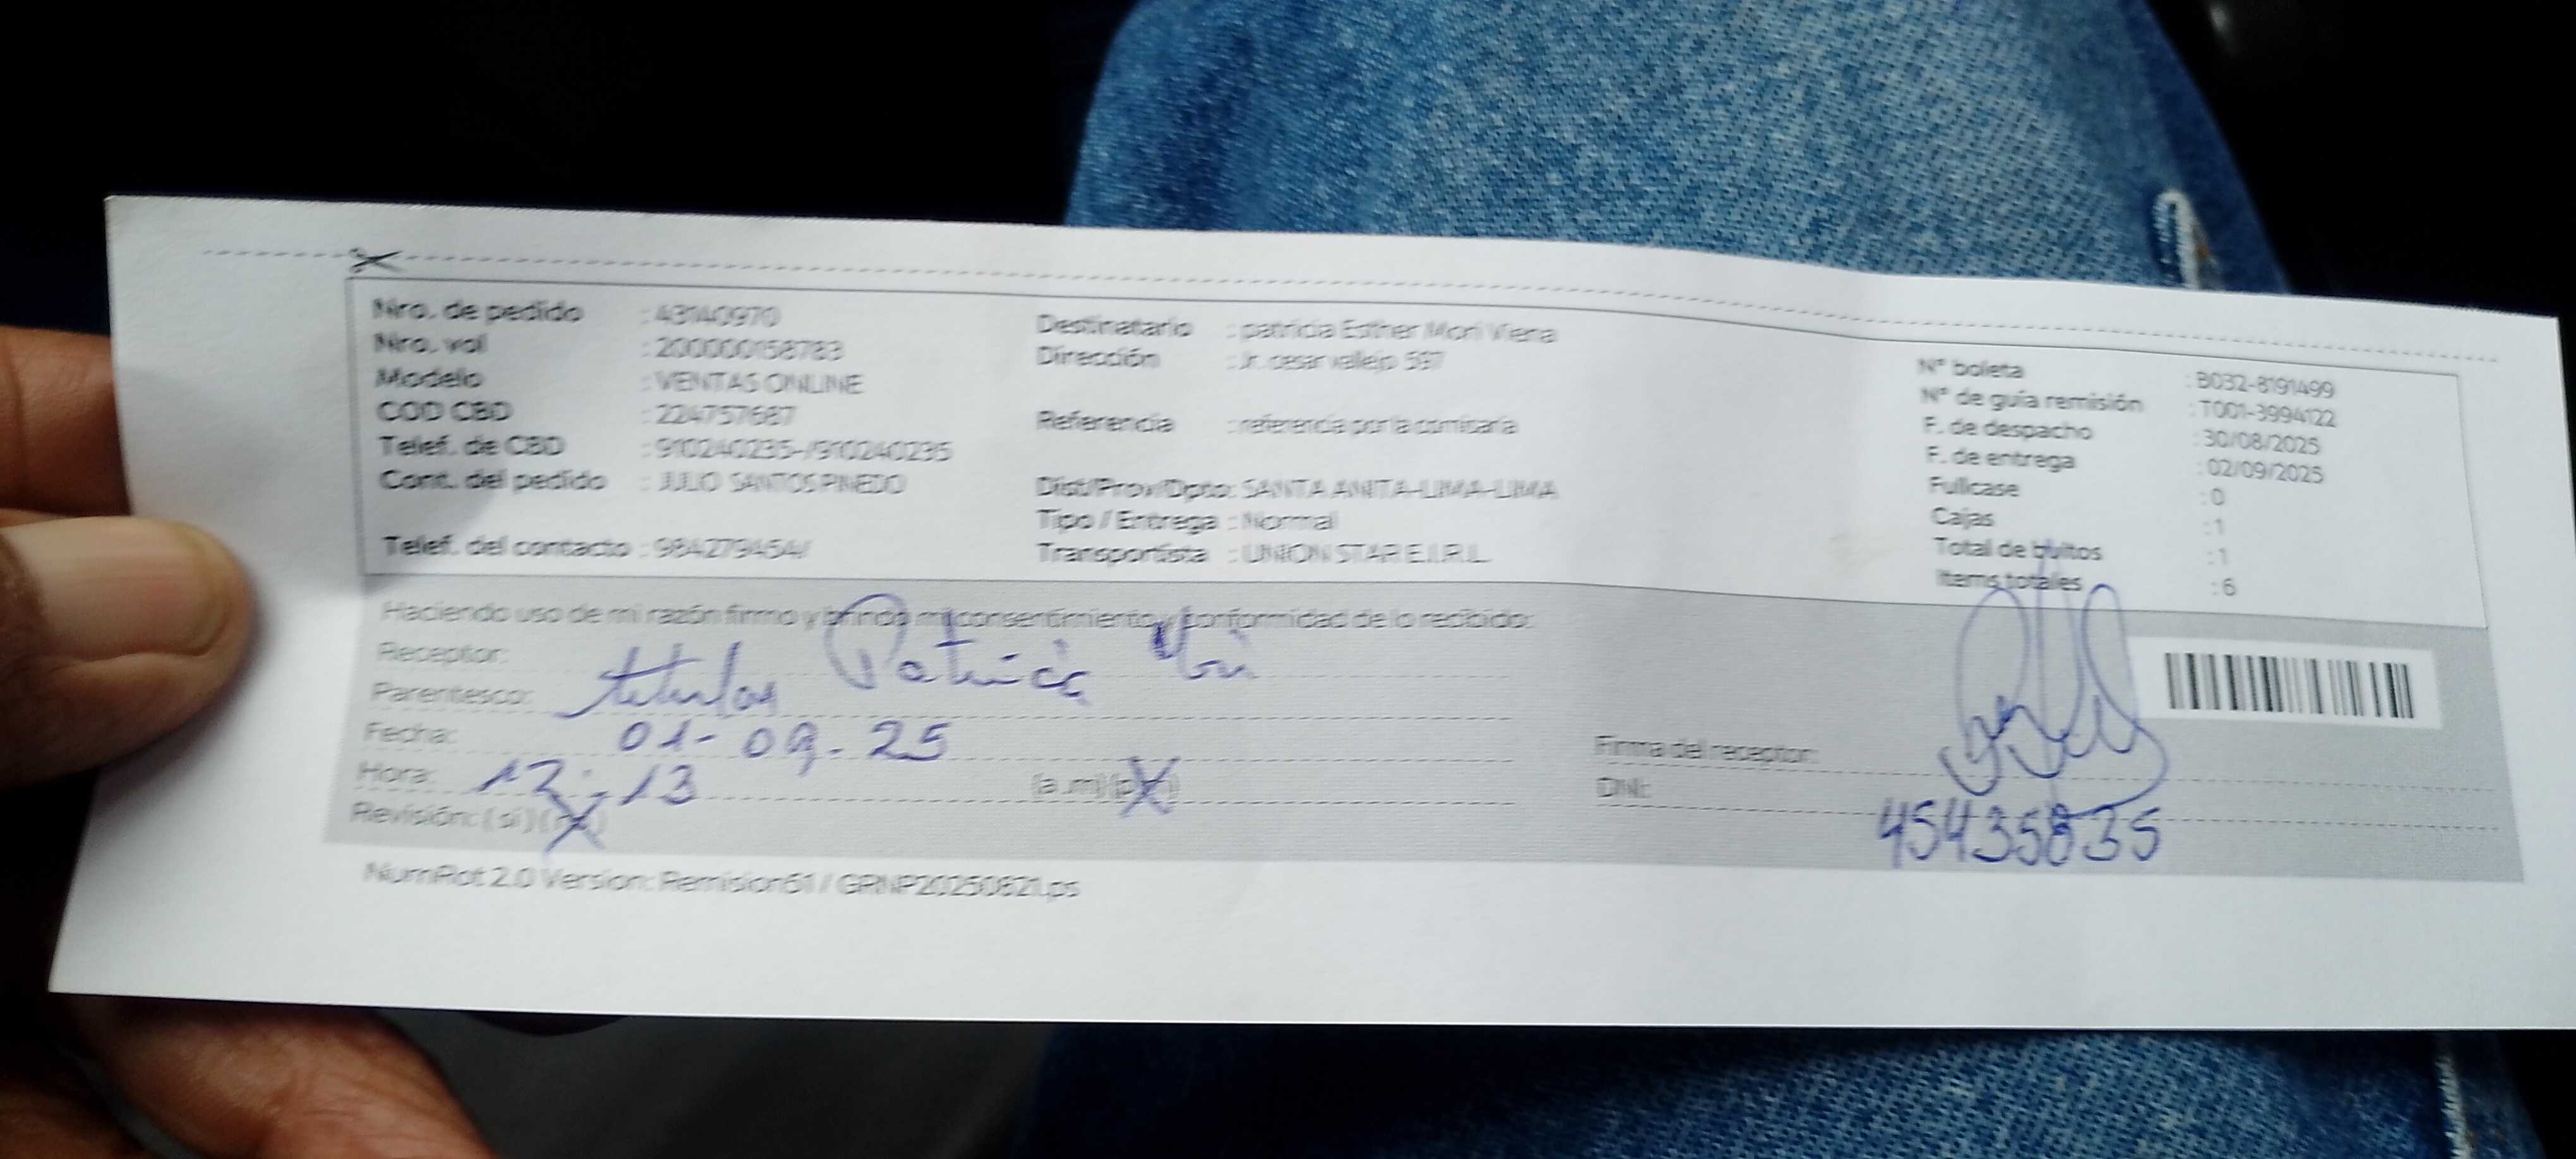 Nro. de pedido : 43140970
Nro. vol : 200000158783
Modelo : VENTAS ONLINE
COD CBD : 224757687
Telef. de CBD : 910240235-/910240235
Cont. del pedido : JULIO SANTOS PINEDO
Telef. del contacto : 984279454/
Destinatario : patricia Esther Mori Viena
Dirección : Jr. cesar vallejo 597
Referencia : referencia por la comisaría
Dist/Prov/Dpto: SANTA ANITA-LIMA-LIMA
Tipo / Entrega : Normal
Transportista : UNION STAR E.I.R.L.
N° boleta : B032-8191499
N° de guía remisión : T001-3994122
F. de despacho : 30/08/2025
F. de entrega : 02/09/2025
Fullcase : 0
Cajas : 1
Total de bultos : 1
Items totales : 6
Haciendo uso de mi razón firmo y brindo mi consentimiento y conformidad de lo recibido:
Receptor: Patricia Mori
Parentesco: titular
Fecha: 01-09-25
Hora: 12:13 (a.m)(p.m)
Revisión: (si)(no)
Firma del receptor:
DNI: 45435835
NumRot 2.0 Version: Remision61 / GRNP20250821.ps